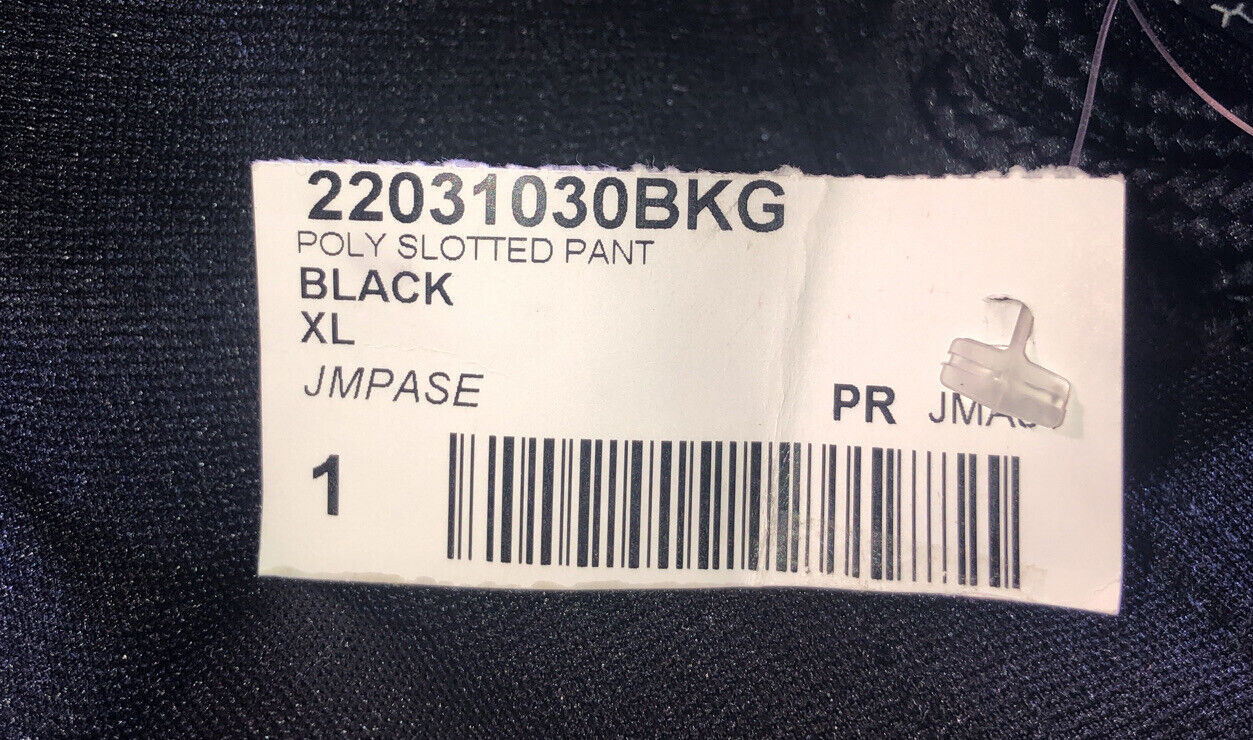 22031030BKG
POLY SLOTTED PANT
BLACK
XL
JMPASE
PR
1